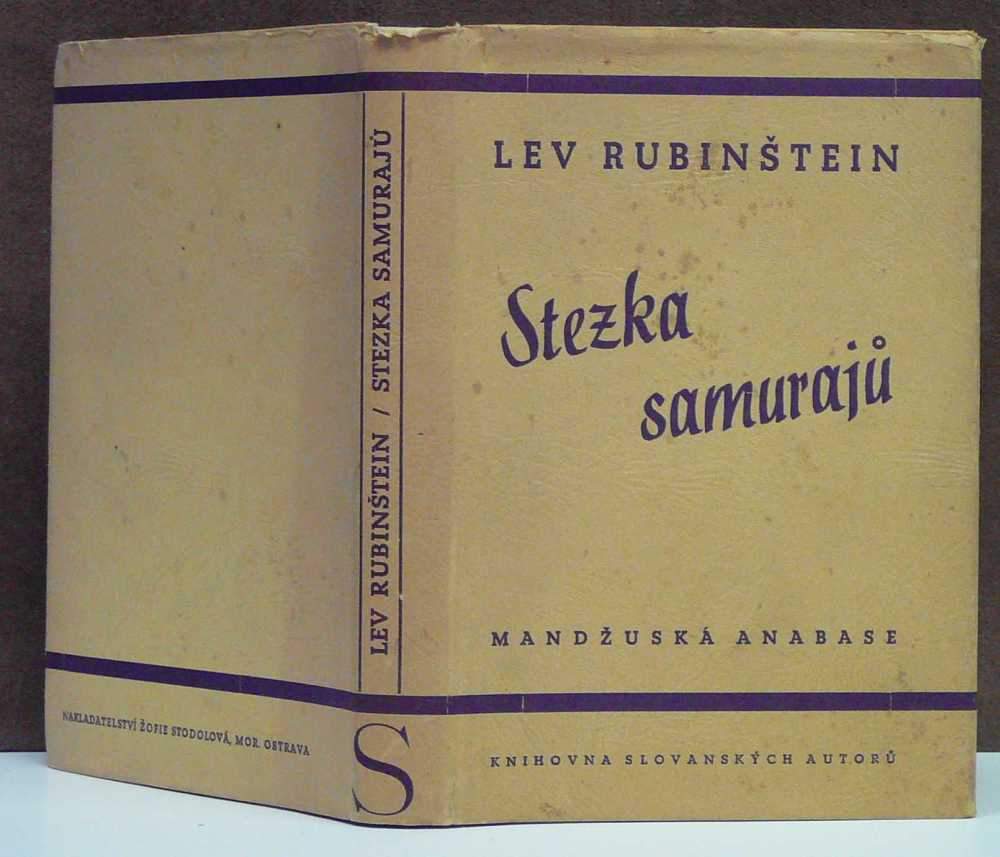 LEV RUBINŠTEIN
Stezka
samurajů
MANDŽUSKÁ ANABASE
KNIHOVNA SLOVANSKÝCH AUTORŮ
LEV RUBINŠTEIN / STEZKA SAMURAJŮ
S
NAKLADATELSTVÍ ŽOFIE STODOLOVÁ, MOR. OSTRAVA